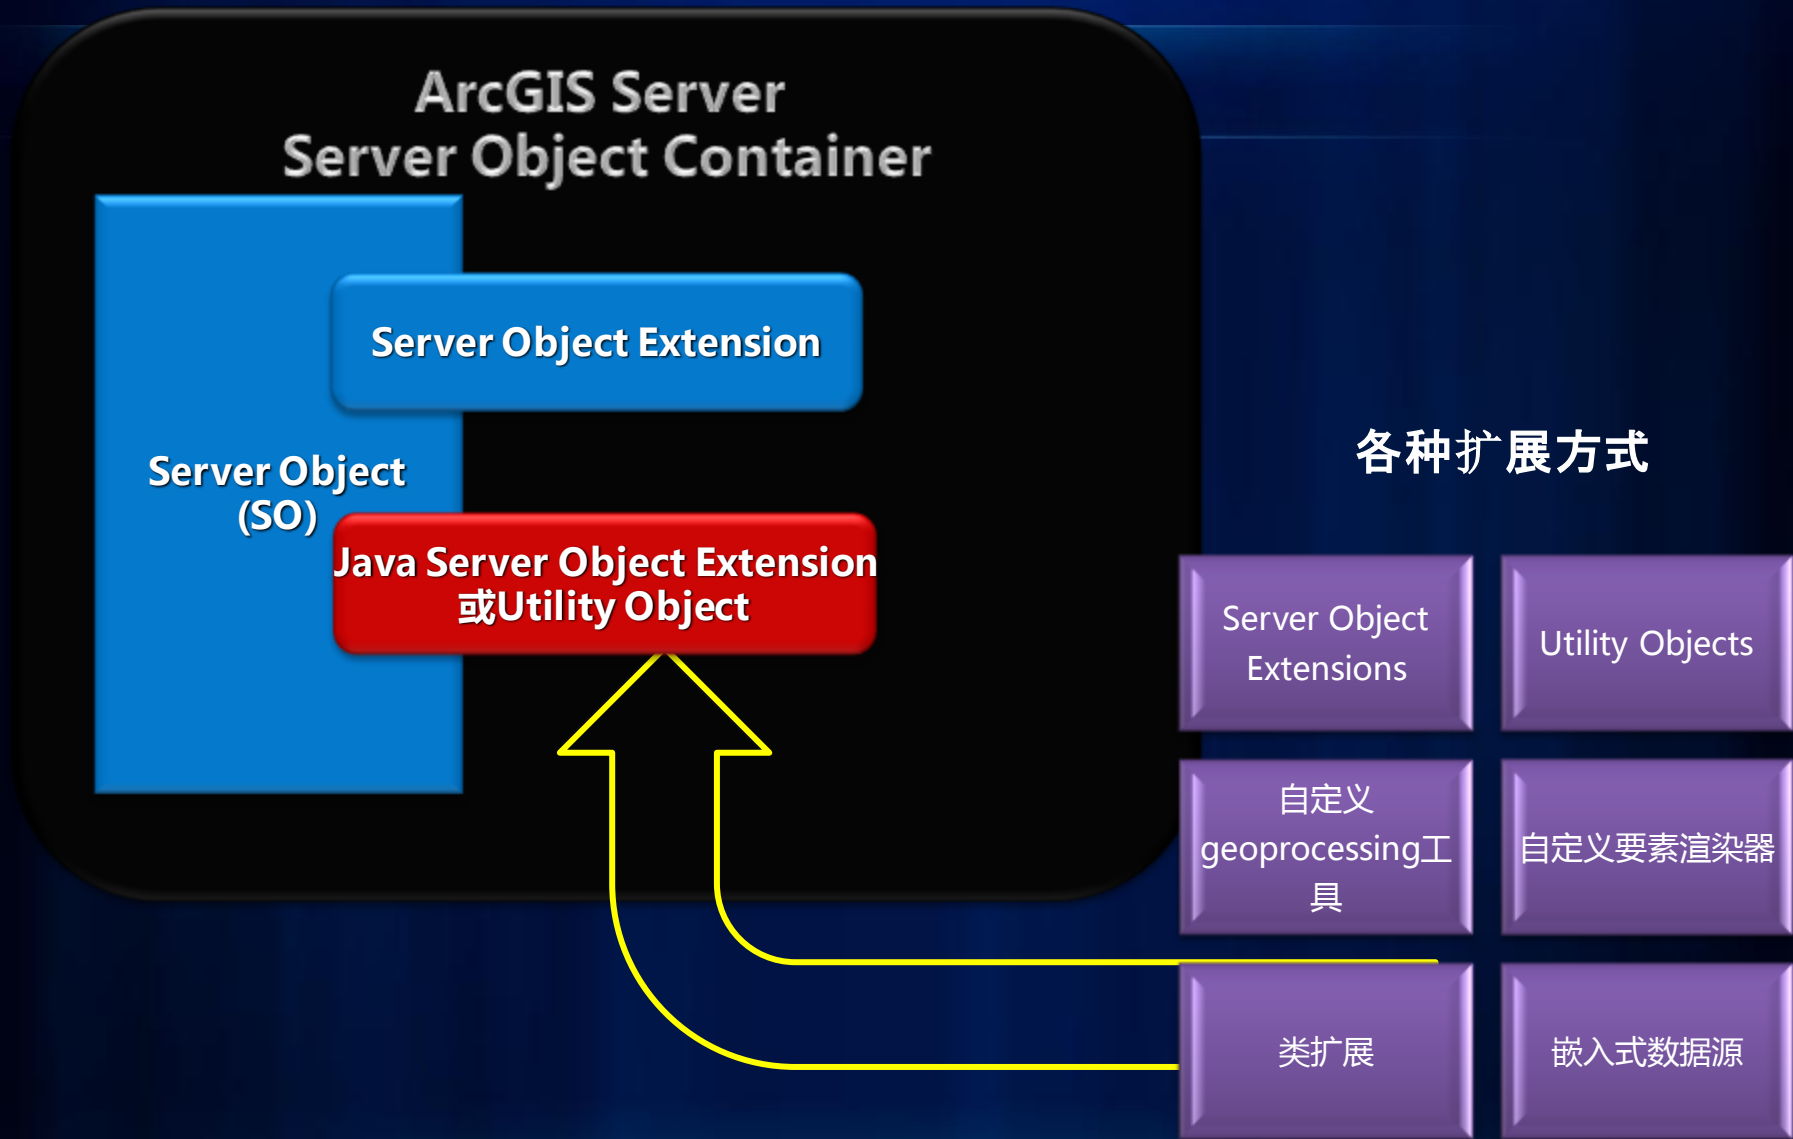 ArcGIS Server
Server Object Container
Server Object Extension
Server Object
(SO)
Java Server Object Extension
或Utility Object
各种扩展方式
Server Object
Extensions
Utility Objects
自定义
geoprocessing工
具
自定义要素渲染器
类扩展
嵌入式数据源